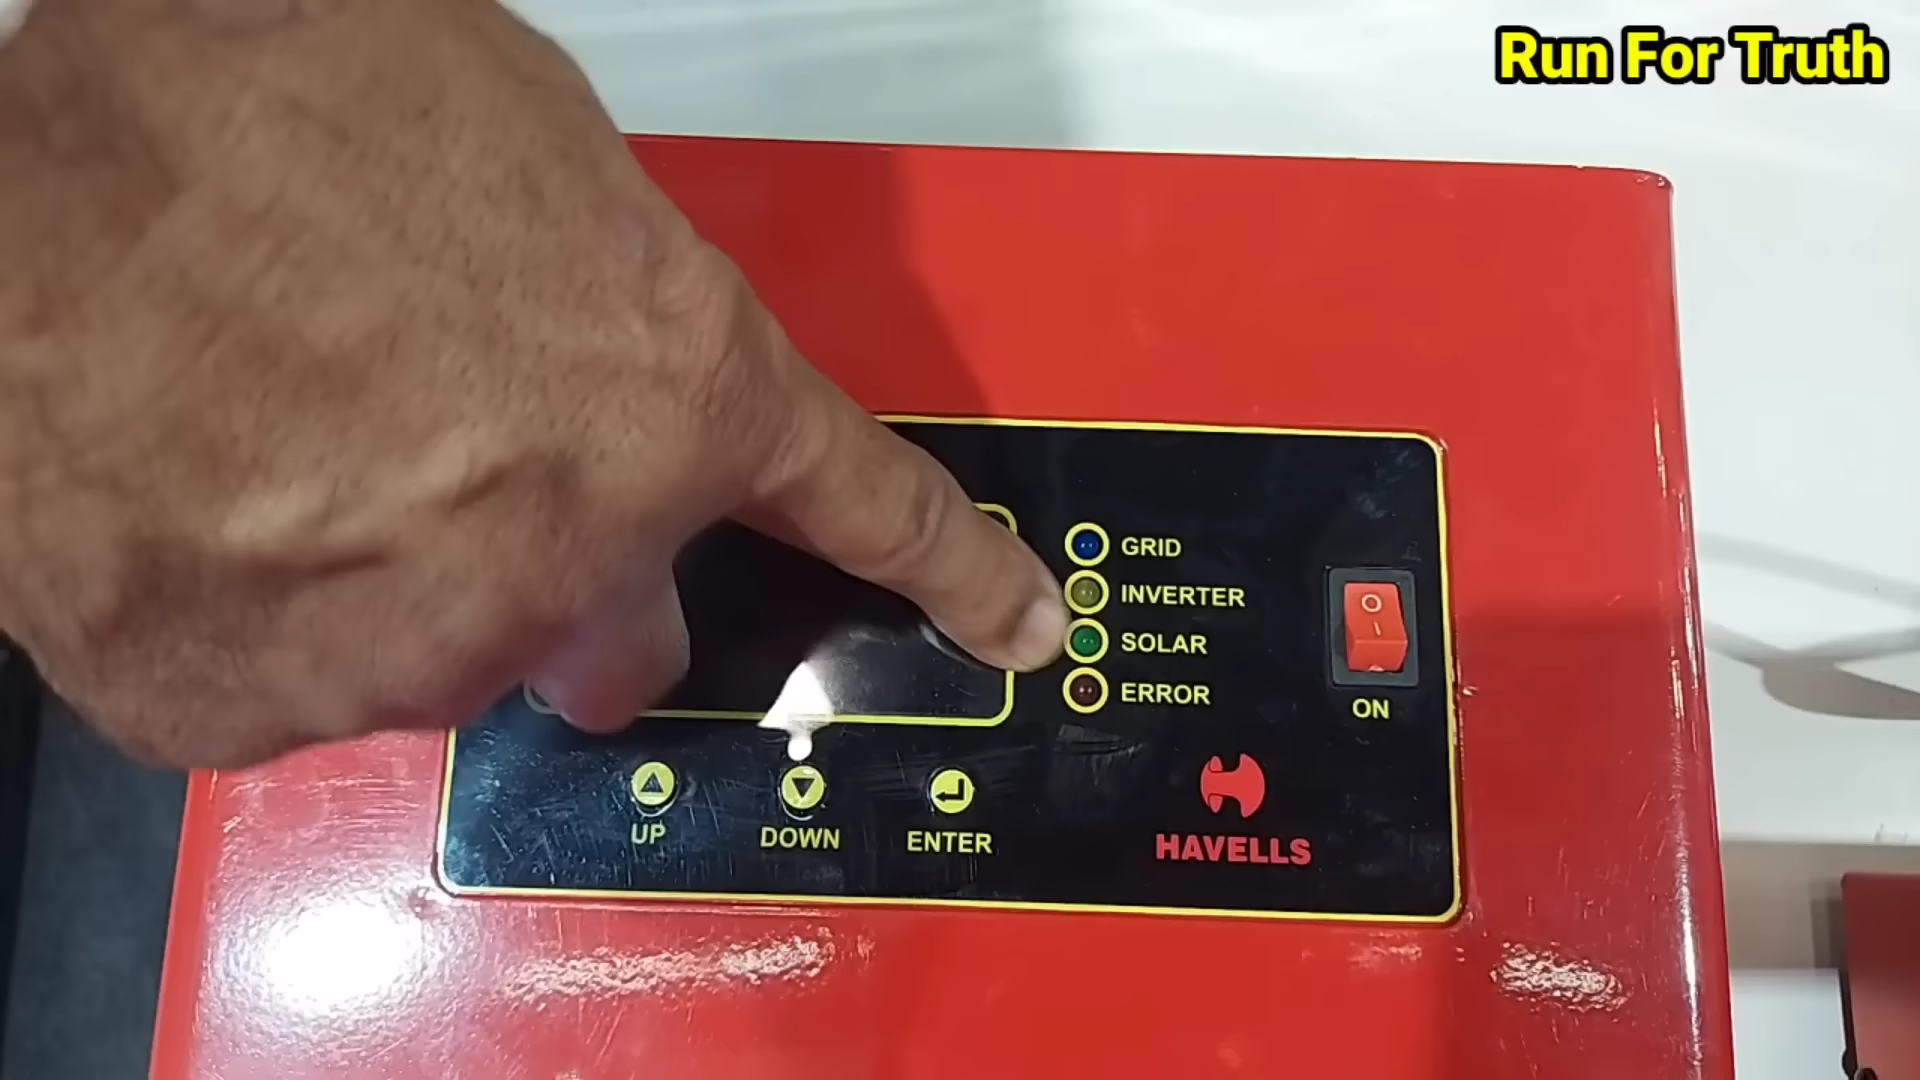 Run For Truth
GRID
INVERTER
SOLAR
ERROR
O
I
ON
UP
DOWN
ENTER
HAVELLS